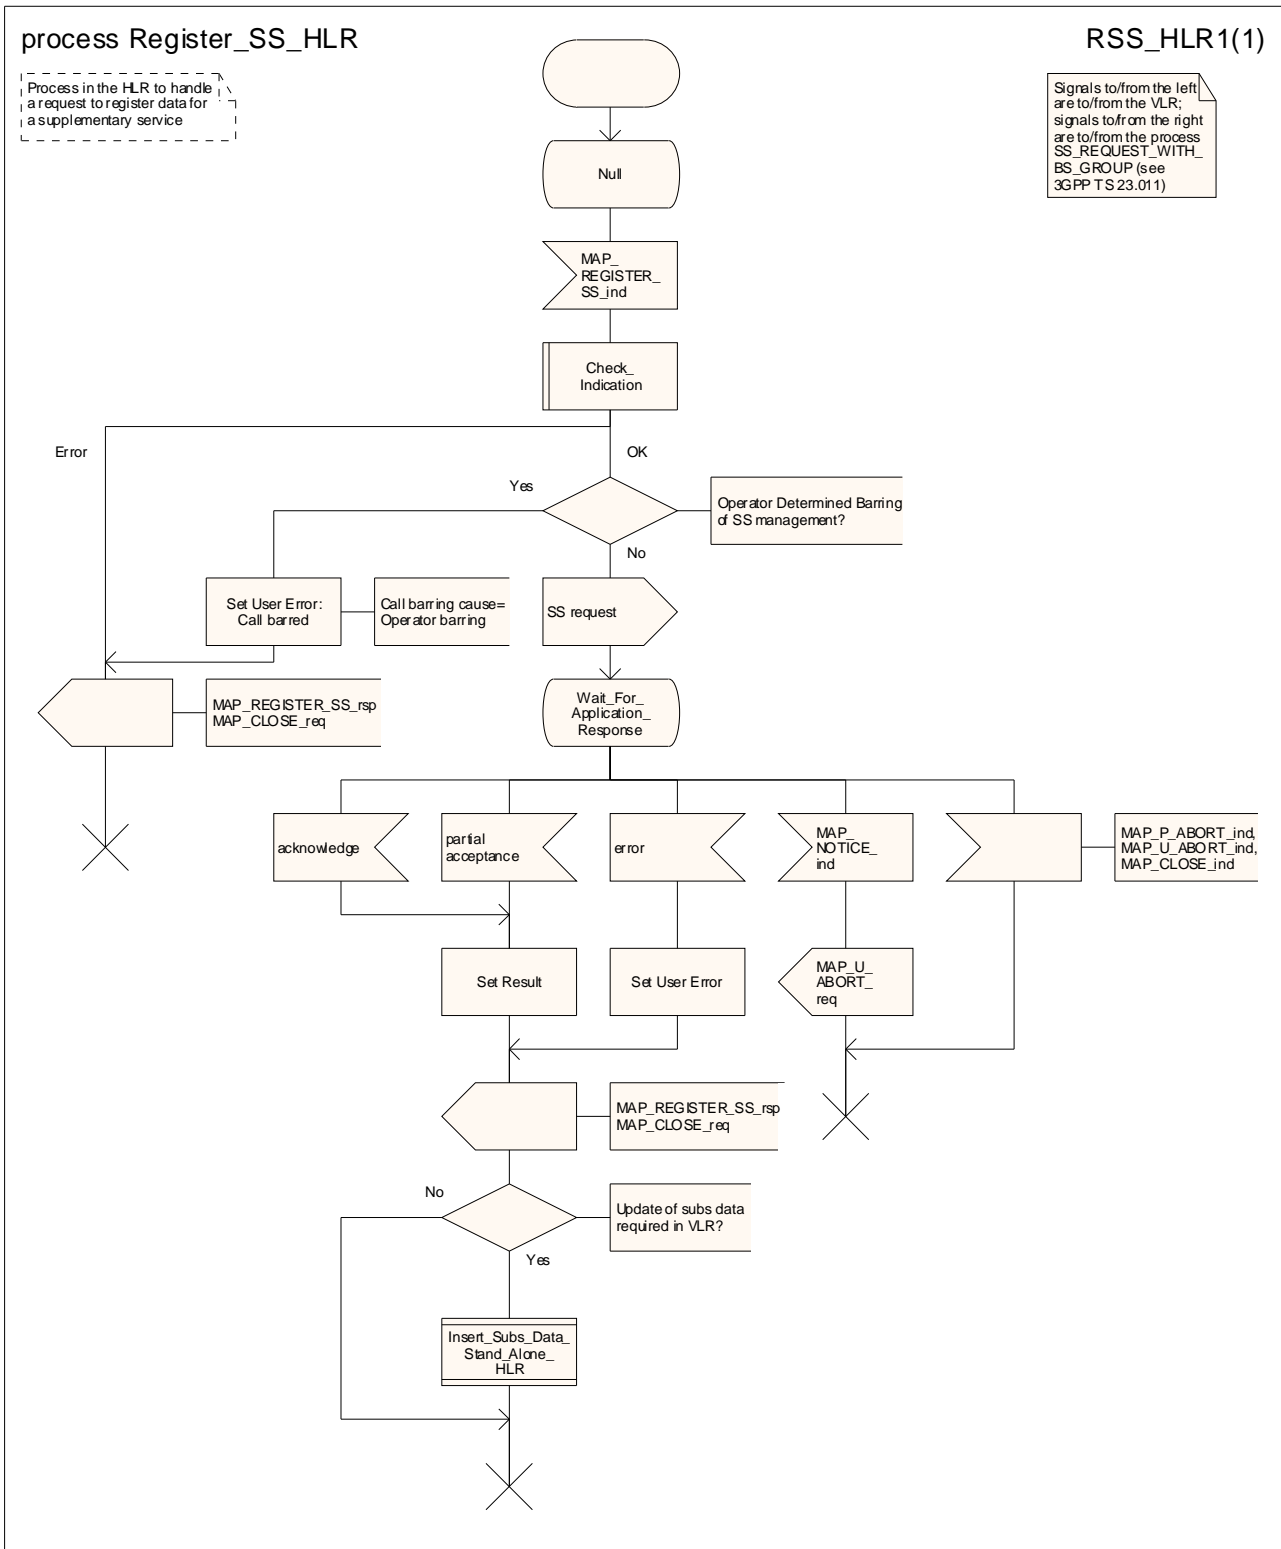 process Register_SS_HLR
RSS_HLR1(1)
Process in the HLR to handle
a request to register data for
a supplementary service
Signals to/from the left
are to/from the VLR;
signals to/from the right
are to/from the process
SS_REQUEST_WITH_
BS_GROUP (see
3GPP TS 23.011)
Null
MAP_
REGISTER_
SS_ind
Check_
Indication
Error
OK
Yes
Operator Determined Barring
of SS management?
No
Set User Error:
Call barred
Call barring cause=
Operator barring
SS request
MAP_REGISTER_SS_rsp
MAP_CLOSE_req
Wait_For_
Application_
Response
acknowledge
partial
acceptance
error
MAP_
NOTICE_
ind
MAP_P_ABORT_ind,
MAP_U_ABORT_ind,
MAP_CLOSE_ind
Set Result
Set User Error
MAP_U_
ABORT_
req
MAP_REGISTER_SS_rsp
MAP_CLOSE_req
No
Update of subs data
required in VLR?
Yes
Insert_Subs_Data_
Stand_Alone_
HLR